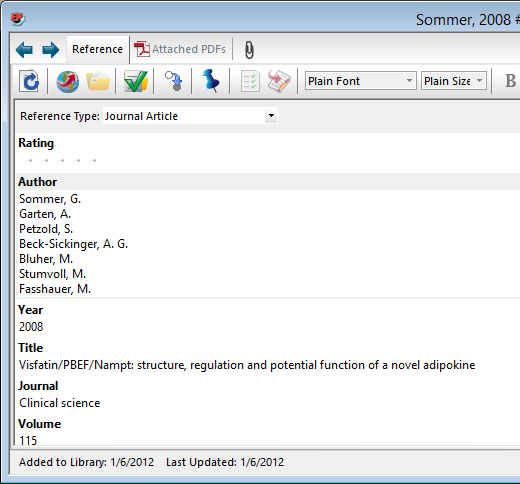 Sommer, 2008 #
Reference
Attached PDFs
Plain Font
Plain Size
B
Reference Type: Journal Article
Rating
Author
Sommer, G.
Garten, A.
Petzold, S.
Beck-Sickinger, A. G.
Bluher, M.
Stumvoll, M.
Fasshauer, M.
Year
2008
Title
Visfatin/PBEF/Nampt: structure, regulation and potential function of a novel adipokine
Journal
Clinical science
Volume
115
Added to Library: 1/6/2012 Last Updated: 1/6/2012